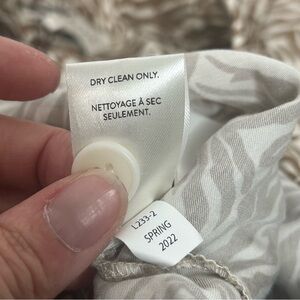 DRY CLEAN ONLY.
NETTOYAGE À SEC
SEULEMENT.
L233-2
SPRING
2022